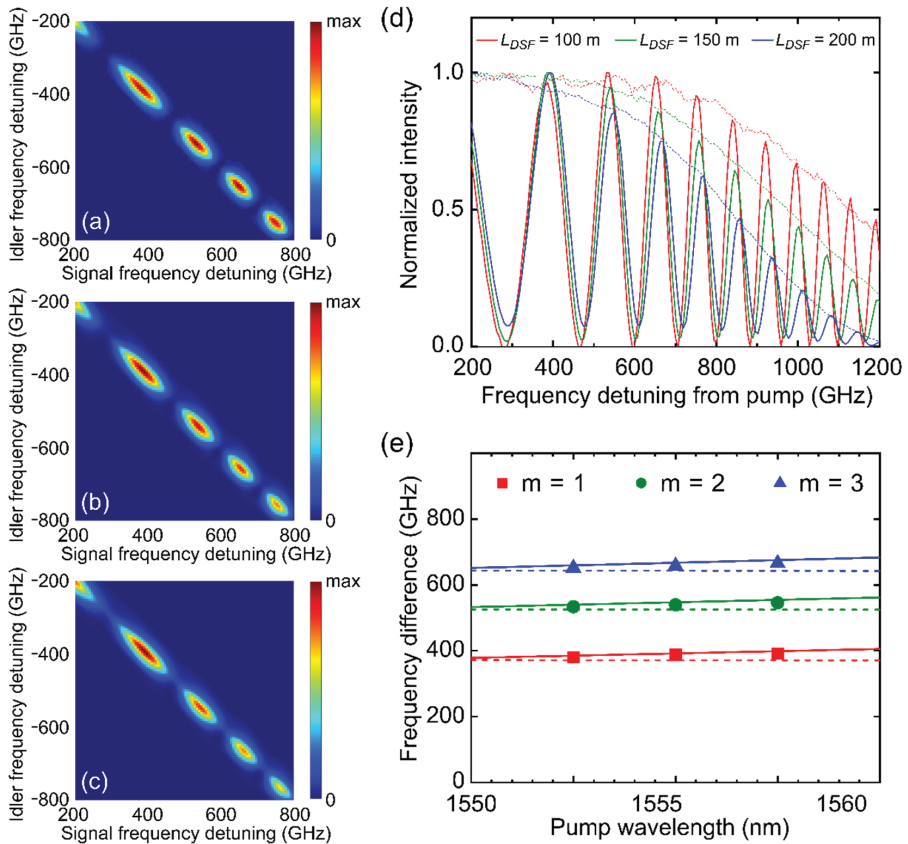 Idler frequency detuning (GHz)
-200
-400
-600
-800
(a)
200 400 600 800
Signal frequency detuning (GHz)
max
0
Idler frequency detuning (GHz)
-200
-400
-600
-800
(b)
200 400 600 800
Signal frequency detuning (GHz)
max
0
Idler frequency detuning (GHz)
-200
-400
-600
-800
(c)
200 400 600 800
Signal frequency detuning (GHz)
max
0
(d)
L_DSF = 100 m L_DSF = 150 m L_DSF = 200 m
Normalized intensity
1.0
0.5
0
200 400 600 800 1000 1200
Frequency detuning from pump (GHz)
(e)
m = 1 m = 2 m = 3
Frequency difference (GHz)
800
600
400
200
0
1550 1555 1560
Pump wavelength (nm)